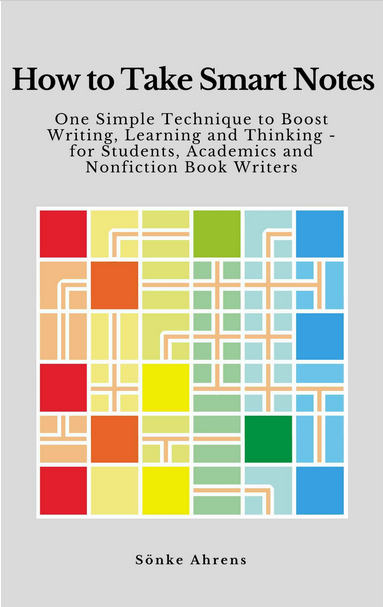 How to Take Smart Notes
One Simple Technique to Boost
Writing, Learning and Thinking -
for Students, Academics and
Nonfiction Book Writers
Sönke Ahrens